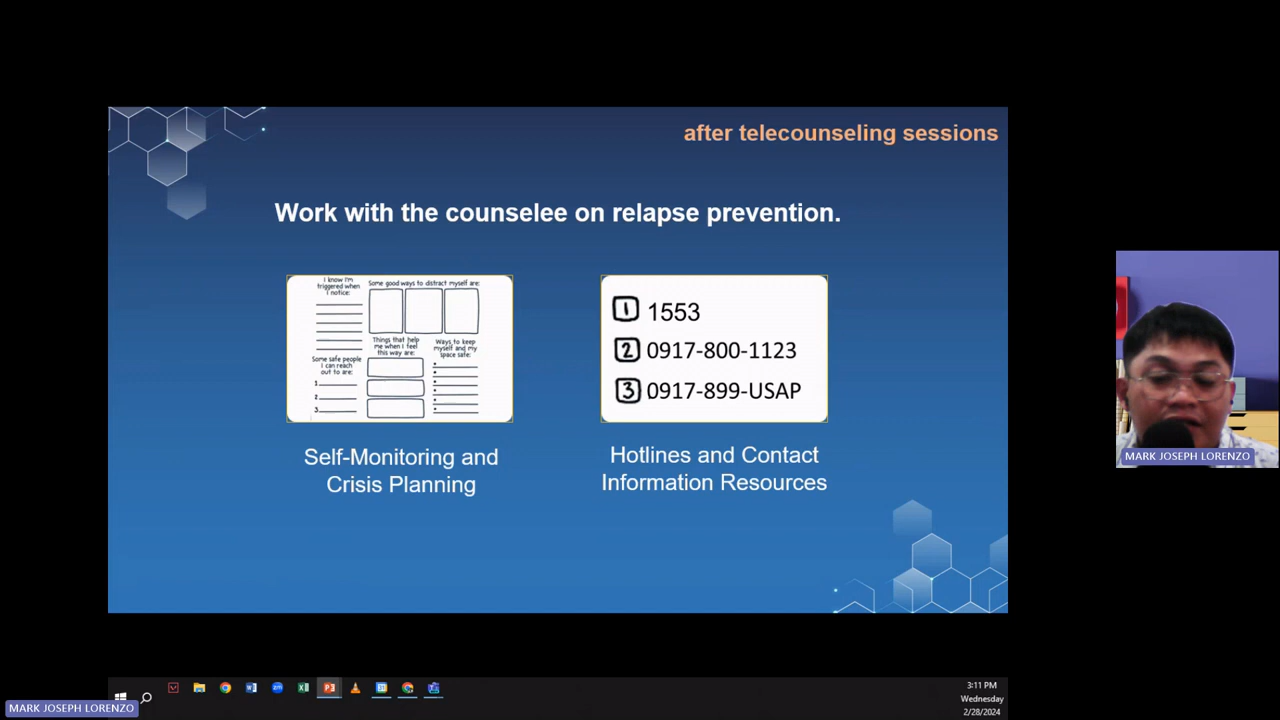 after telecounseling sessions
Work with the counselee on relapse prevention.
I know I'm
triggered when
I notice:
Some good ways to distract myself are:
Things that help
me when I feel
this way are:
Ways to keep
myself and my
space safe:
Some safe people
I can reach
out to are:
1.
2.
3.
1 1553
2 0917-800-1123
3 0917-899-USAP
Self-Monitoring and
Crisis Planning
Hotlines and Contact
Information Resources
MARK JOSEPH LORENZO
3:11 PM
Wednesday
2/28/2024
MARK JOSEPH LORENZO